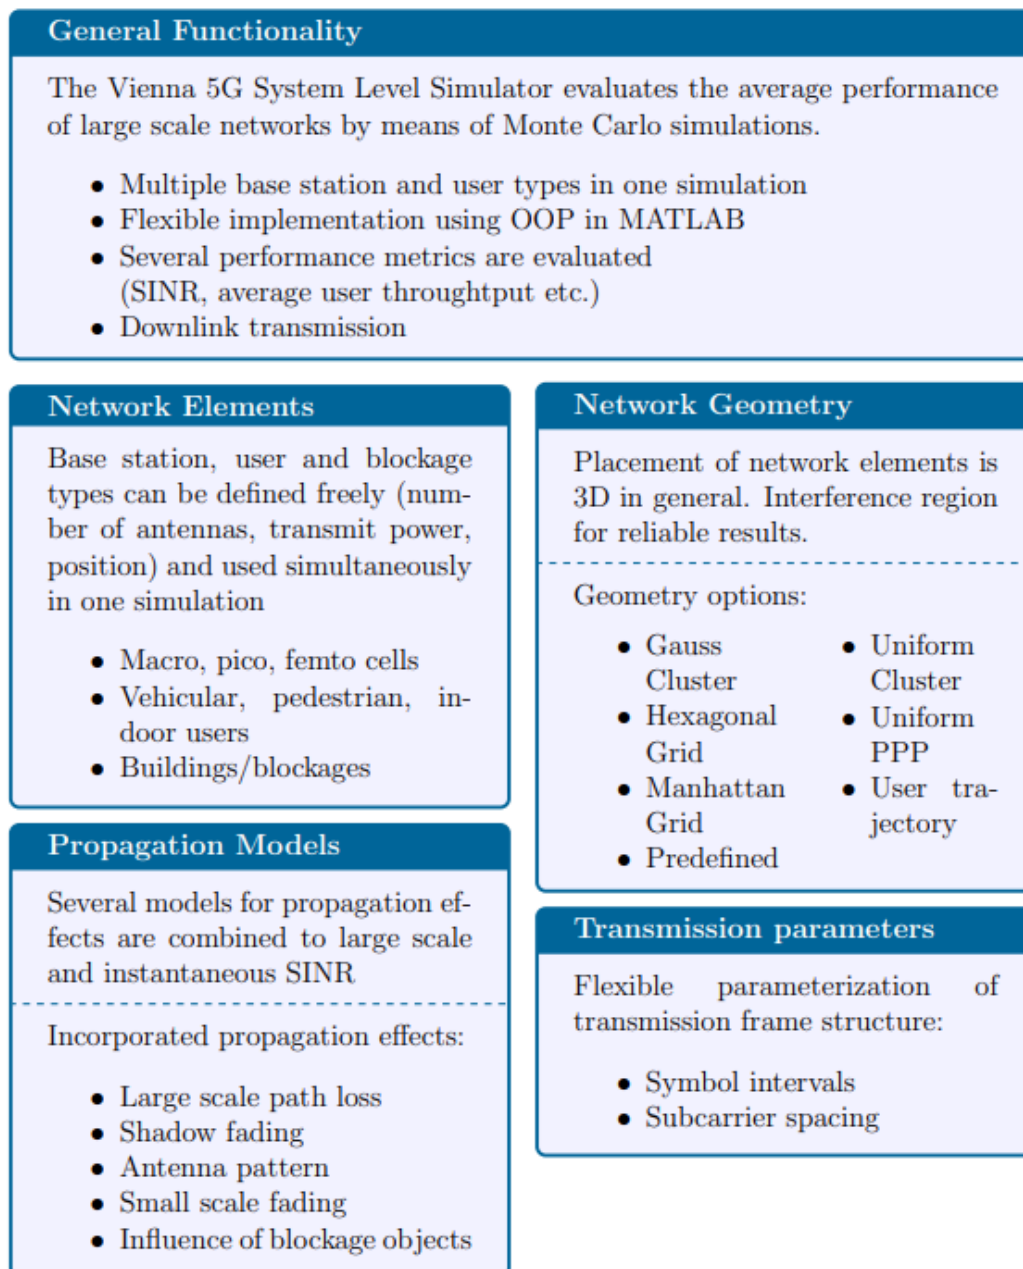 General Functionality
The Vienna 5G System Level Simulator evaluates the average performance
of large scale networks by means of Monte Carlo simulations.
• Multiple base station and user types in one simulation
• Flexible implementation using OOP in MATLAB
• Several performance metrics are evaluated
(SINR, average user throughtput etc.)
• Downlink transmission
Network Elements
Base station, user and blockage
types can be defined freely (num-
ber of antennas, transmit power,
position) and used simultaneously
in one simulation
• Macro, pico, femto cells
• Vehicular, pedestrian, in-
door users
• Buildings/blockages
Propagation Models
Several models for propagation ef-
fects are combined to large scale
and instantaneous SINR
Incorporated propagation effects:
• Large scale path loss
• Shadow fading
• Antenna pattern
• Small scale fading
• Influence of blockage objects
Network Geometry
Placement of network elements is
3D in general. Interference region
for reliable results.
Geometry options:
• Gauss
Cluster
• Hexagonal
Grid
• Manhattan
Grid
• Predefined
• Uniform
Cluster
• Uniform
PPP
• User tra-
jectory
Transmission parameters
Flexible parameterization of
transmission frame structure:
• Symbol intervals
• Subcarrier spacing